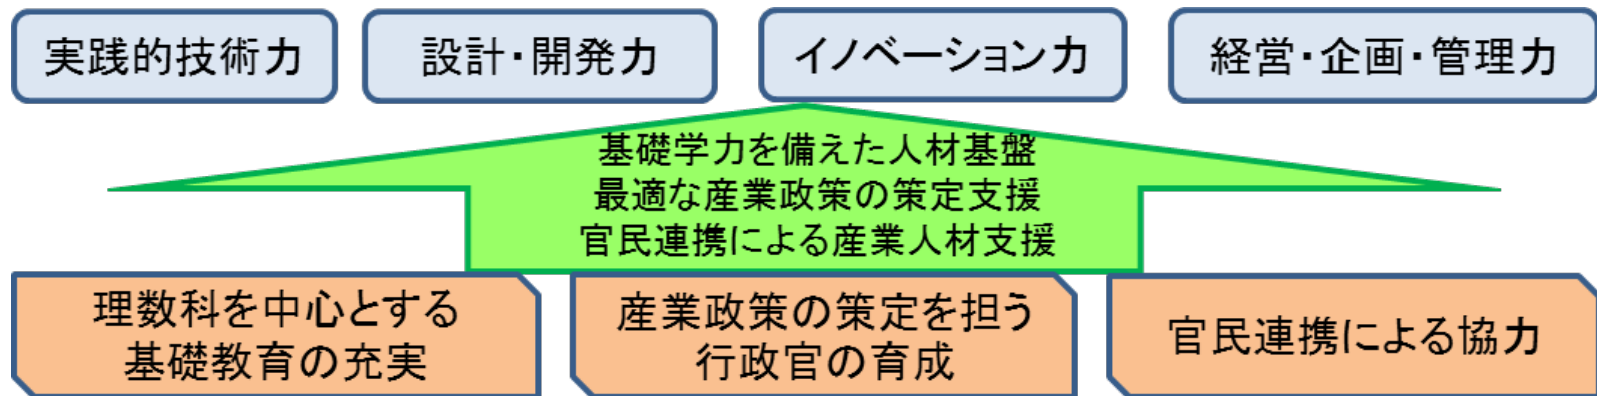 実践的技術力
設計・開発力
イノベーション力
経営・企画・管理力
基礎学力を備えた人材基盤
最適な産業政策の策定支援
官民連携による産業人材支援
理数科を中心とする
基礎教育の充実
産業政策の策定を担う
行政官の育成
官民連携による協力